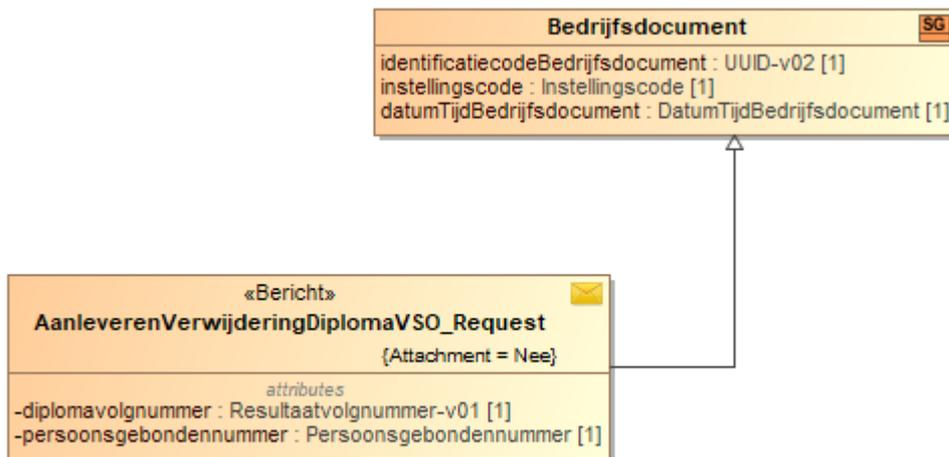 Bedrijfsdocument
SG
identificatiecodeBedrijfsdocument : UUID-v02 [1]
instellingscode : Instellingscode [1]
datumTijdBedrijfsdocument : DatumTijdBedrijfsdocument [1]
«Bericht»
AanleverenVerwijderingDiplomaVSO_Request
{Attachment = Nee}
attributes
-diplomavolgnummer : Resultaatvolgnummer-v01 [1]
-persoonsgebondennummer : Persoonsgebondennummer [1]